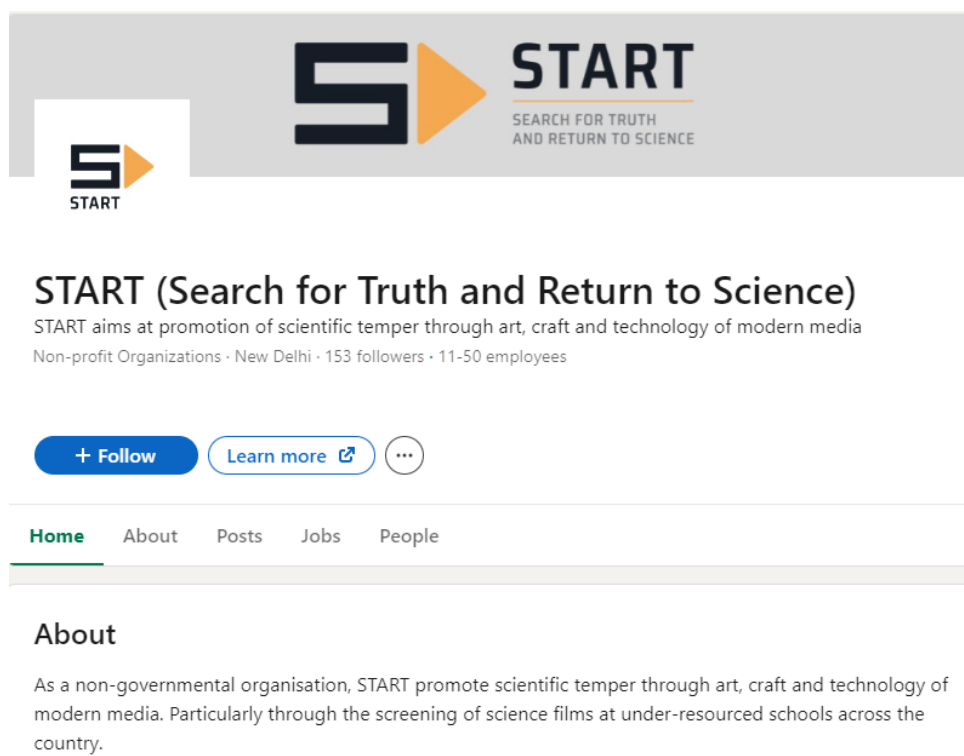 START
SEARCH FOR TRUTH
AND RETURN TO SCIENCE
START
START (Search for Truth and Return to Science)
START aims at promotion of scientific temper through art, craft and technology of modern media
Non-profit Organizations · New Delhi · 153 followers · 11-50 employees
+ Follow
Learn more
Home About Posts Jobs People
About
As a non-governmental organisation, START promote scientific temper through art, craft and technology of
modern media. Particularly through the screening of science films at under-resourced schools across the
country.